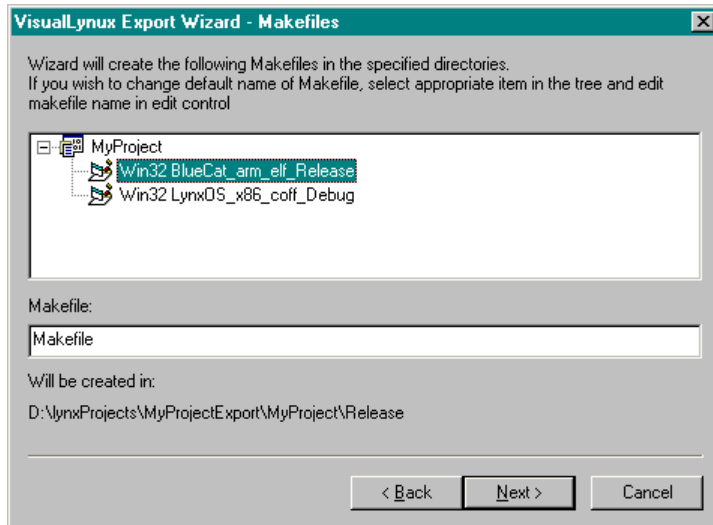 VisualLynux Export Wizard - Makefiles
Wizard will create the following Makefiles in the specified directories.
If you wish to change default name of Makefile, select appropriate item in the tree and edit
makefile name in edit control
MyProject
Win32 BlueCat_arm_elf_Release
Win32 LynxOS_x86_coff_Debug
Makefile:
Makefile
Will be created in:
D:\lynxProjects\MyProjectExport\MyProject\Release
< Back Next > Cancel